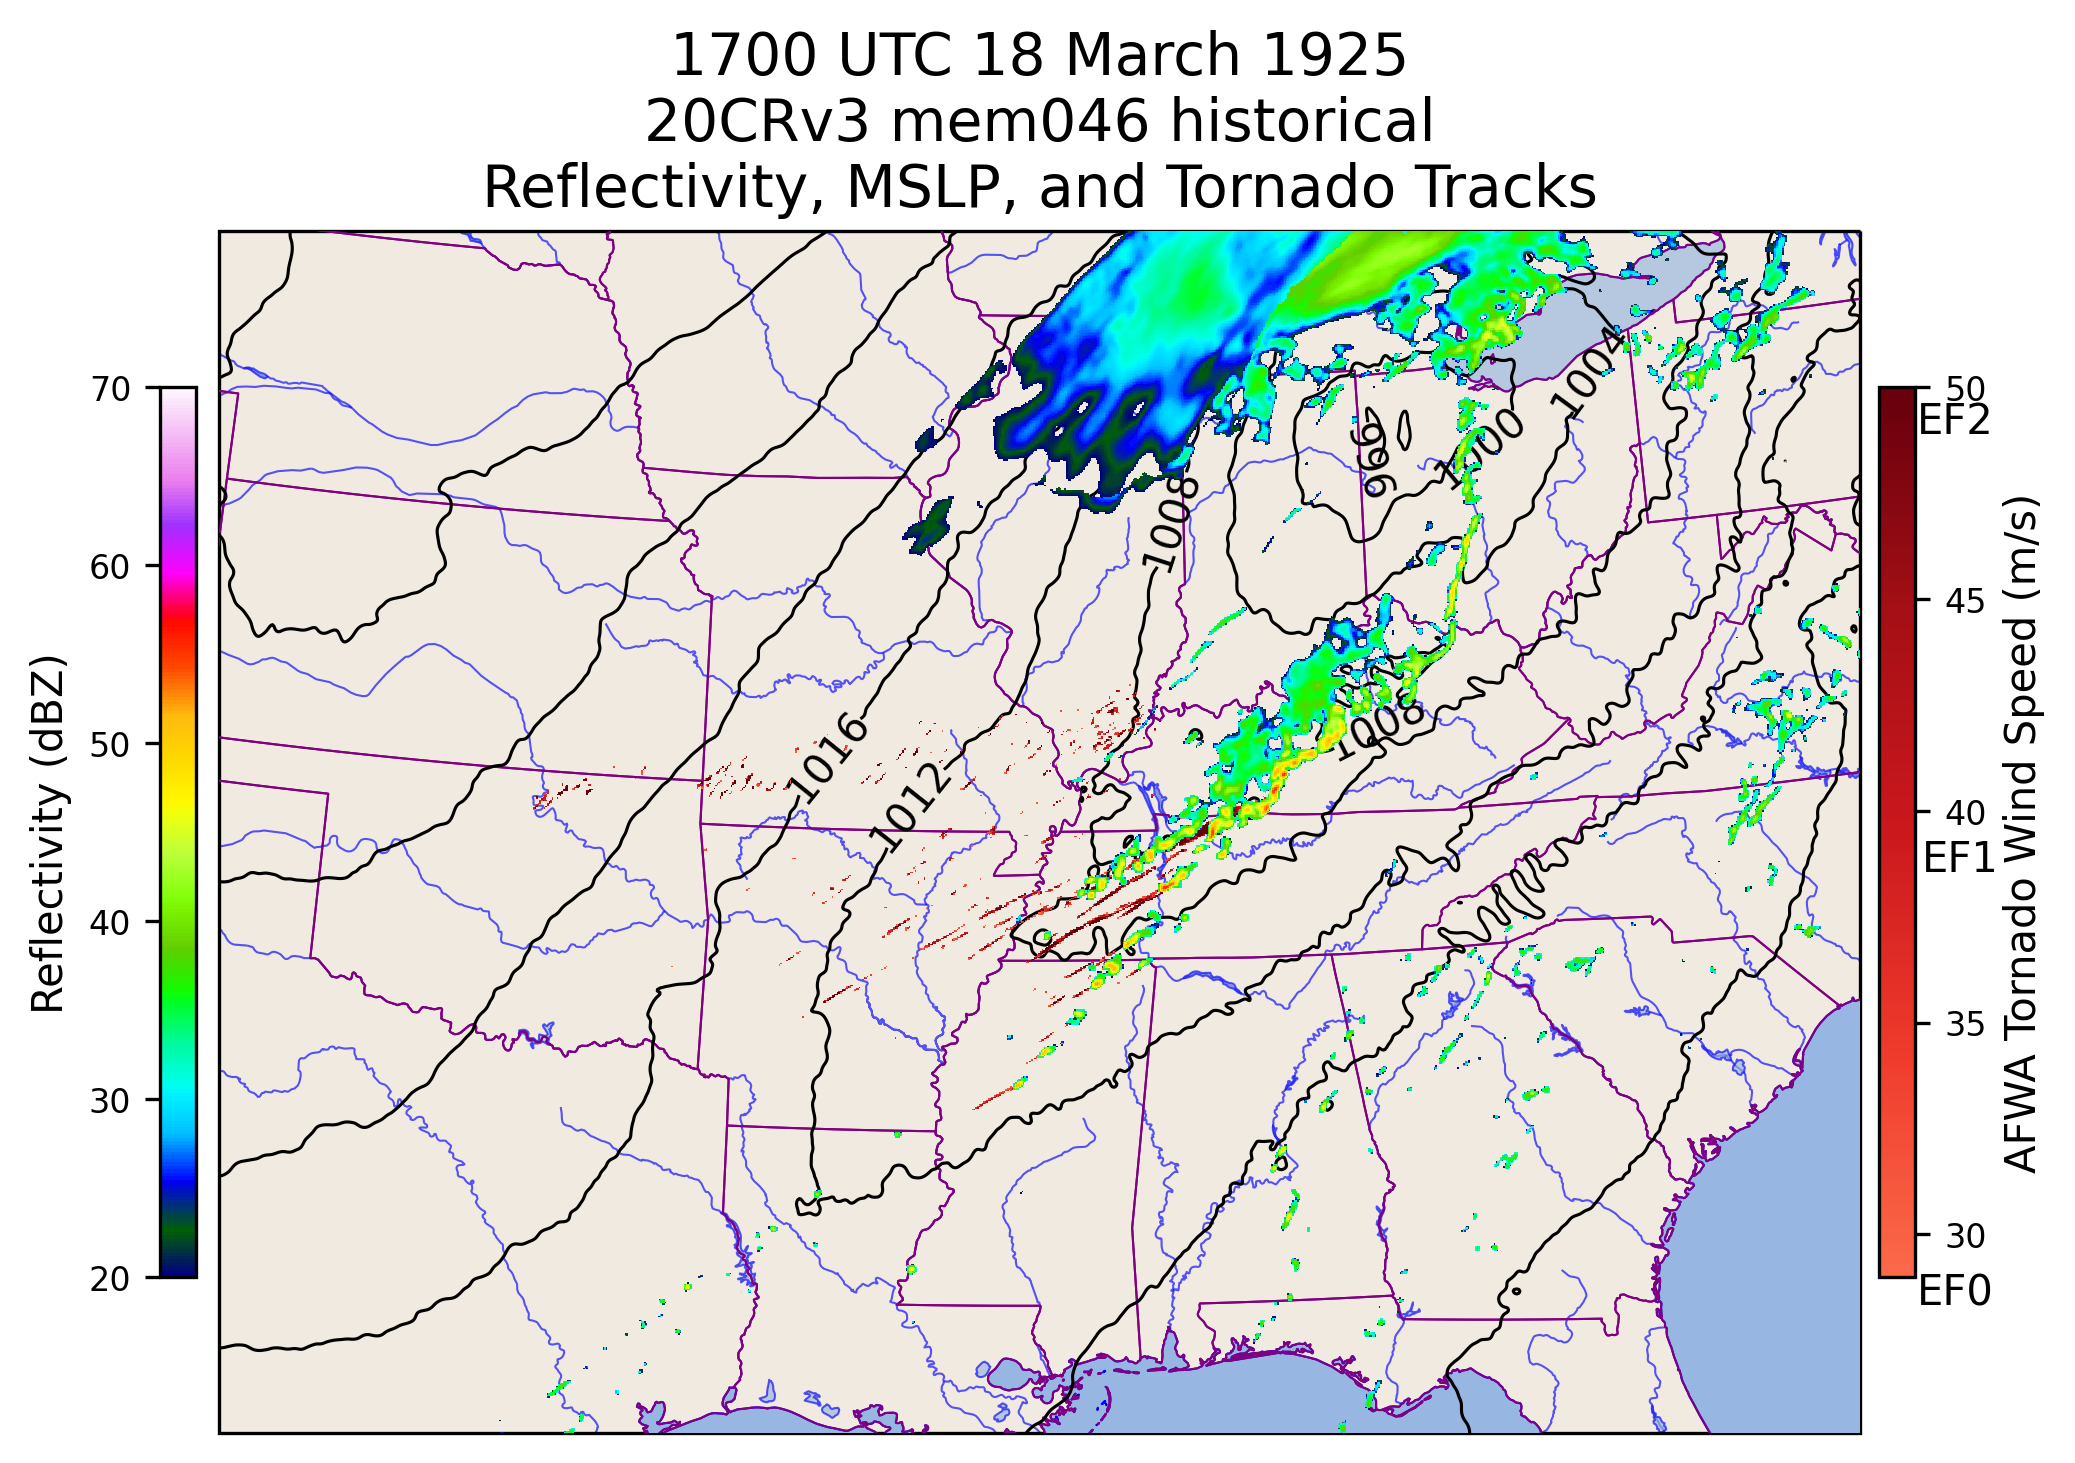 1700 UTC 18 March 1925
20CRv3 mem046 historical
Reflectivity, MSLP, and Tornado Tracks
Reflectivity (dBZ)
70
60
50
40
30
20
1004
1000
996
1008
1008
1016
1012
50
EF2
45
40
EF1
35
30
EF0
AFWA Tornado Wind Speed (m/s)